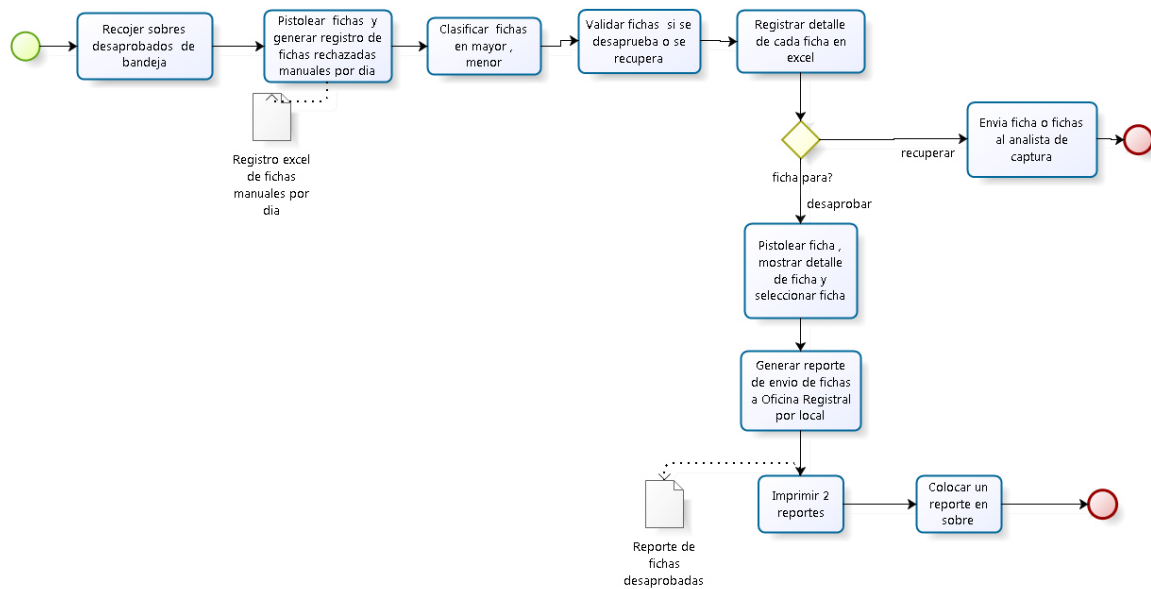 Recojer sobres
desaprobados de
bandeja
Pistolear fichas y
generar registro de
fichas rechazadas
manuales por dia
Clasificar fichas
en mayor ,
menor
Validar fichas si se
desaprueba o se
recupera
Registrar detalle
de cada ficha en
excel
Registro excel
de fichas
manuales por
dia
ficha para?
recuperar
Envia ficha o fichas
al analista de
captura
desaprobar
Pistolear ficha ,
mostrar detalle
de ficha y
seleccionar ficha
Generar reporte
de envio de fichas
a Oficina Registral
por local
Reporte de
fichas
desaprobadas
Imprimir 2
reportes
Colocar un
reporte en
sobre